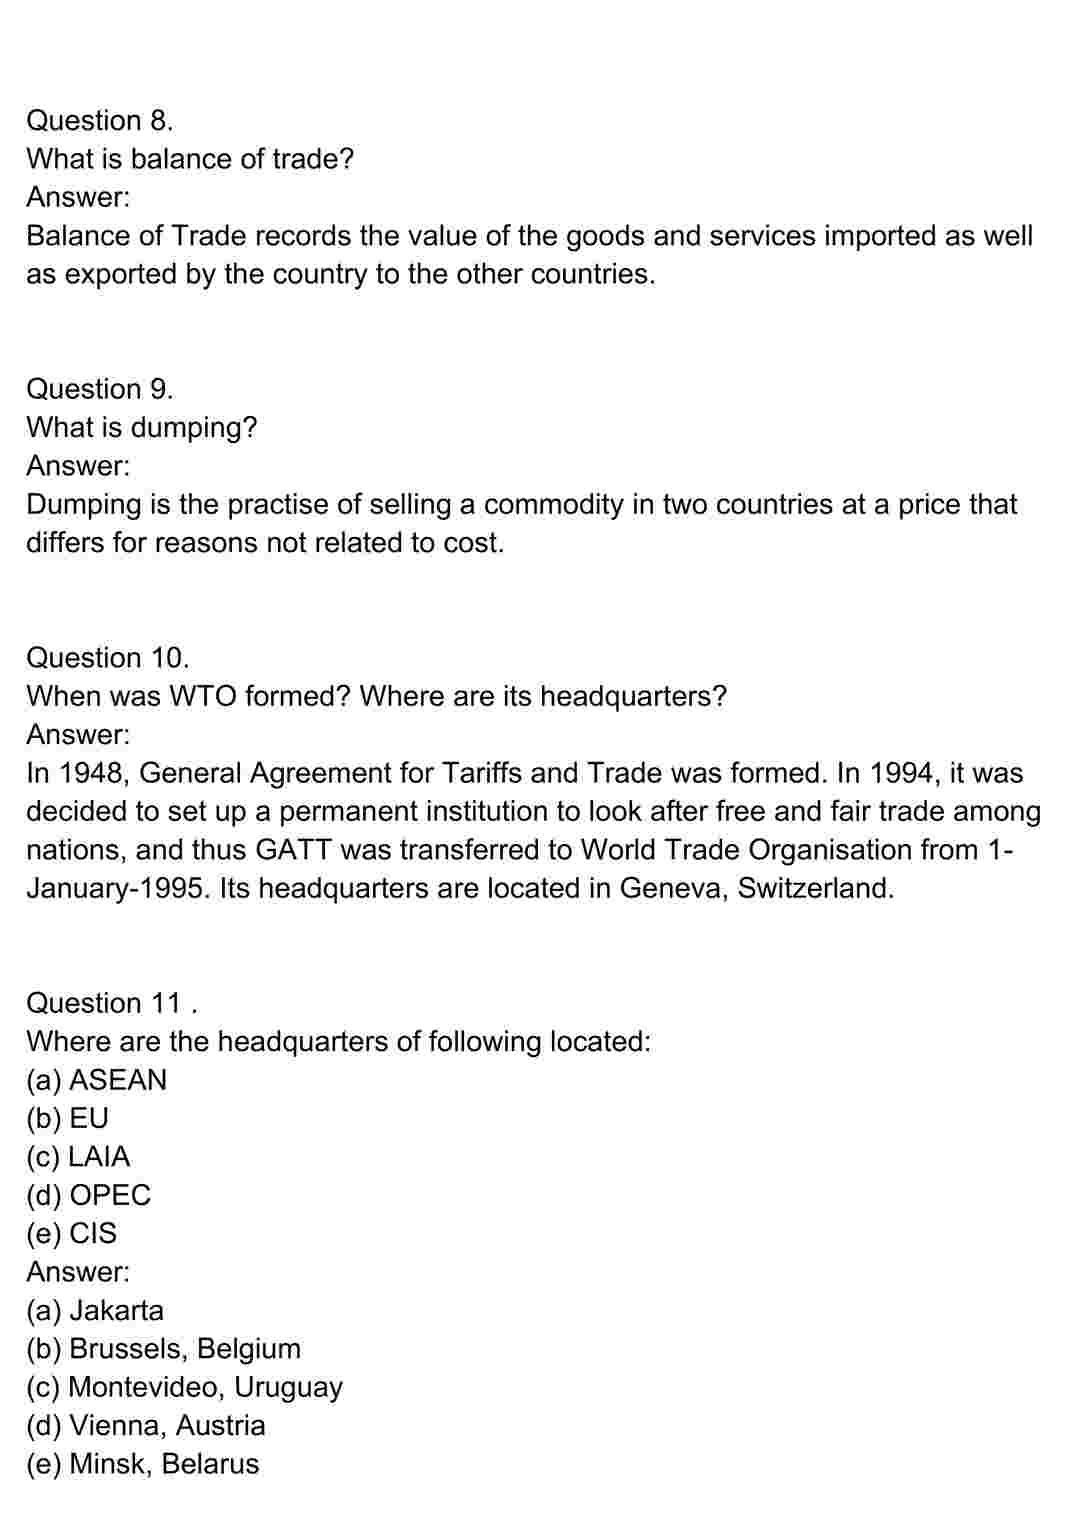 Question 8.
What is balance of trade?
Answer:
Balance of Trade records the value of the goods and services imported as well
as exported by the country to the other countries.
Question 9.
What is dumping?
Answer:
Dumping is the practise of selling a commodity in two countries at a price that
differs for reasons not related to cost.
Question 10.
When was WTO formed? Where are its headquarters?
Answer:
In 1948, General Agreement for Tariffs and Trade was formed. In 1994, it was
decided to set up a permanent institution to look after free and fair trade among
nations, and thus GATT was transferred to World Trade Organisation from 1-
January-1995. Its headquarters are located in Geneva, Switzerland.
Question 11 .
Where are the headquarters of following located:
(a) ASEAN
(b) EU
(c) LAIA
(d) OPEC
(e) CIS
Answer:
(a) Jakarta
(b) Brussels, Belgium
(c) Montevideo, Uruguay
(d) Vienna, Austria
(e) Minsk, Belarus